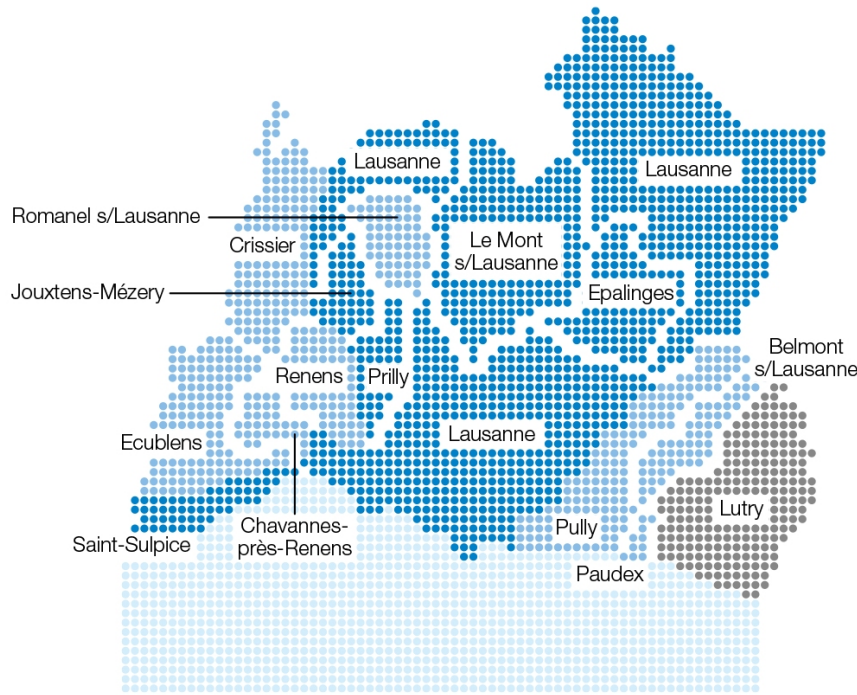 Lausanne
Lausanne
Romanel s/Lausanne
Crissier
Le Mont
s/Lausanne
Jouxtens-Mézery
Epalinges
Belmont
s/Lausanne
Renens
Prilly
Ecublens
Lausanne
Lutry
Chavannes-
près-Renens
Pully
Saint-Sulpice
Paudex